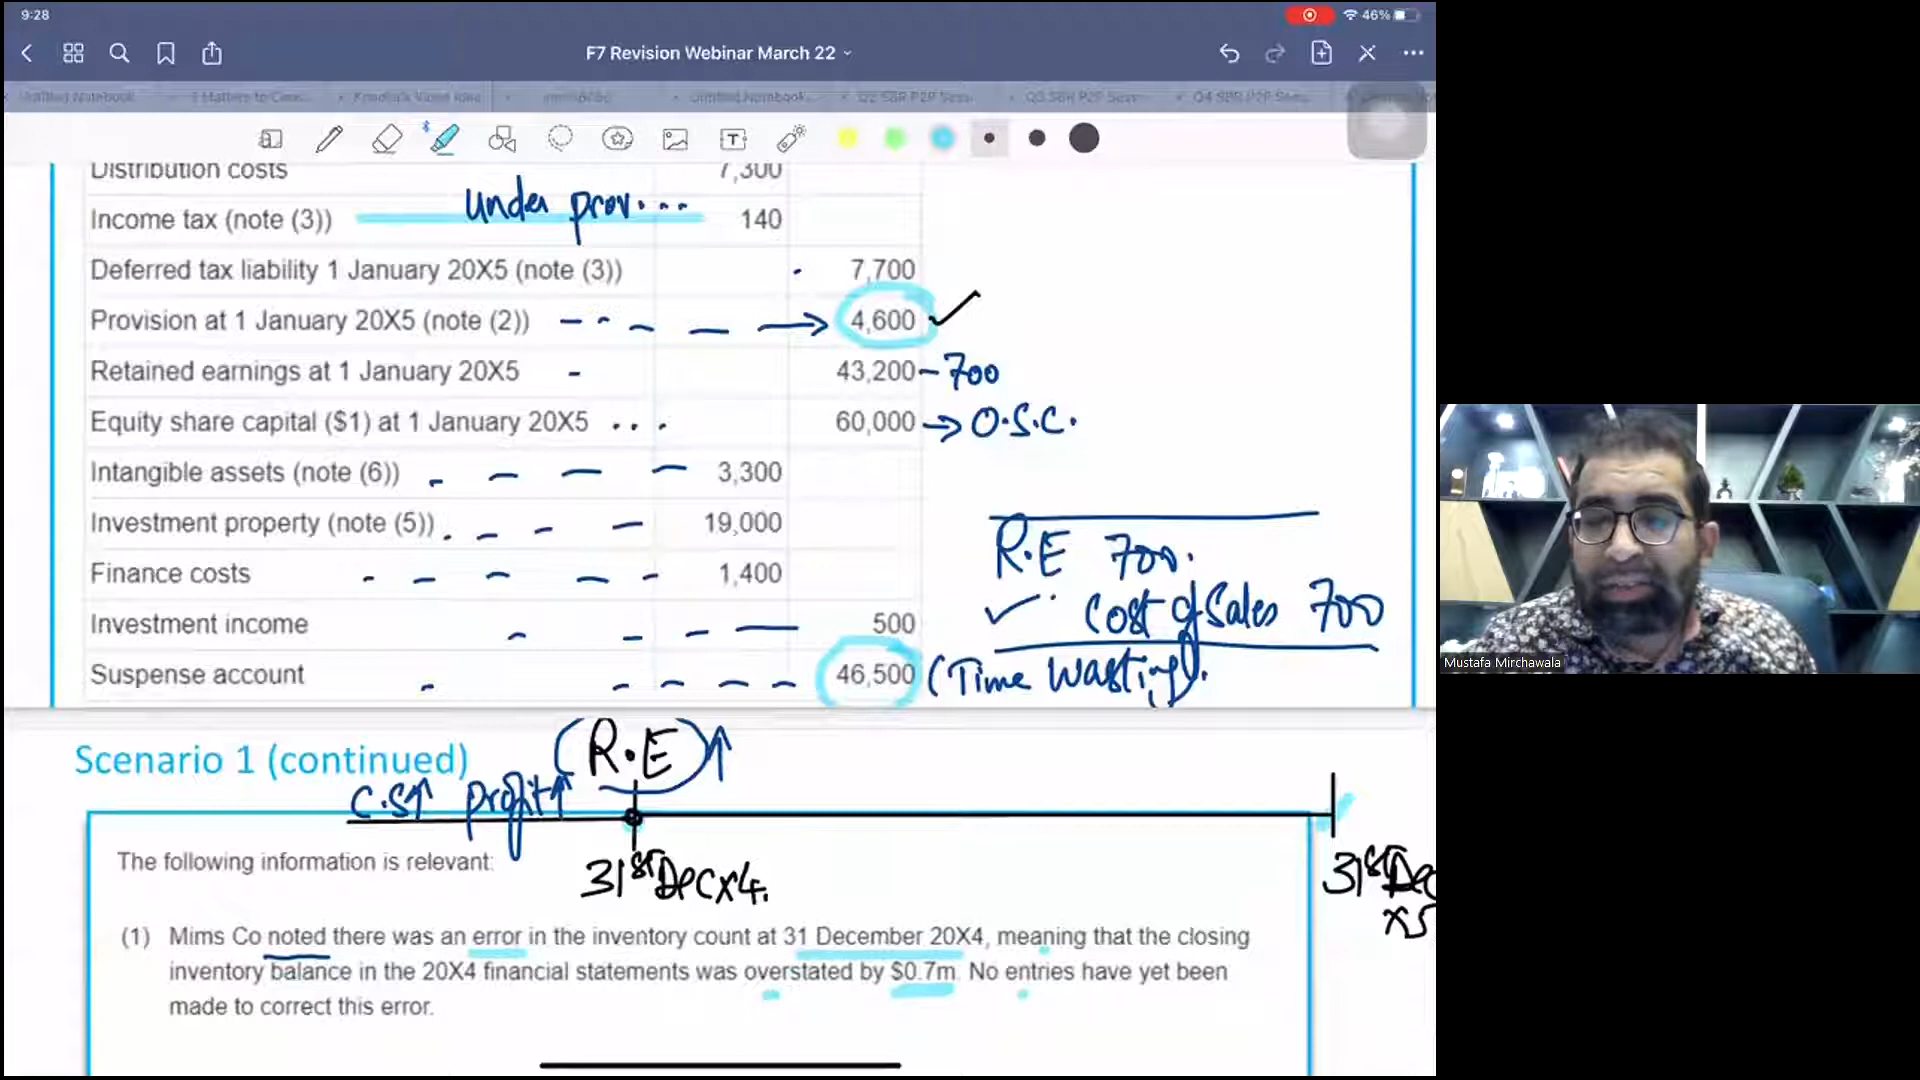 9:28
46%
F7 Revision Webinar March 22
Distribution costs 7,300
under prov...
Income tax (note (3)) 140
Deferred tax liability 1 January 20X5 (note (3)) 7,700
Provision at 1 January 20X5 (note (2)) 4,600
Retained earnings at 1 January 20X5 43,200 - 700
Equity share capital ($1) at 1 January 20X5 60,000 → O.S.C.
Intangible assets (note (6)) 3,300
Investment property (note (5)) 19,000
R.E 700.
Finance costs 1,400
Cost of Sales 700
Investment income 500
Suspense account 46,500 (Time Wasting).
Mustafa Mirchawala
Scenario 1 (continued) (R.E)↑
C.S↑ profit↑
The following information is relevant:
31st Dec x4.
31st Dec
x5
(1) Mims Co noted there was an error in the inventory count at 31 December 20X4, meaning that the closing
inventory balance in the 20X4 financial statements was overstated by $0.7m. No entries have yet been
made to correct this error.